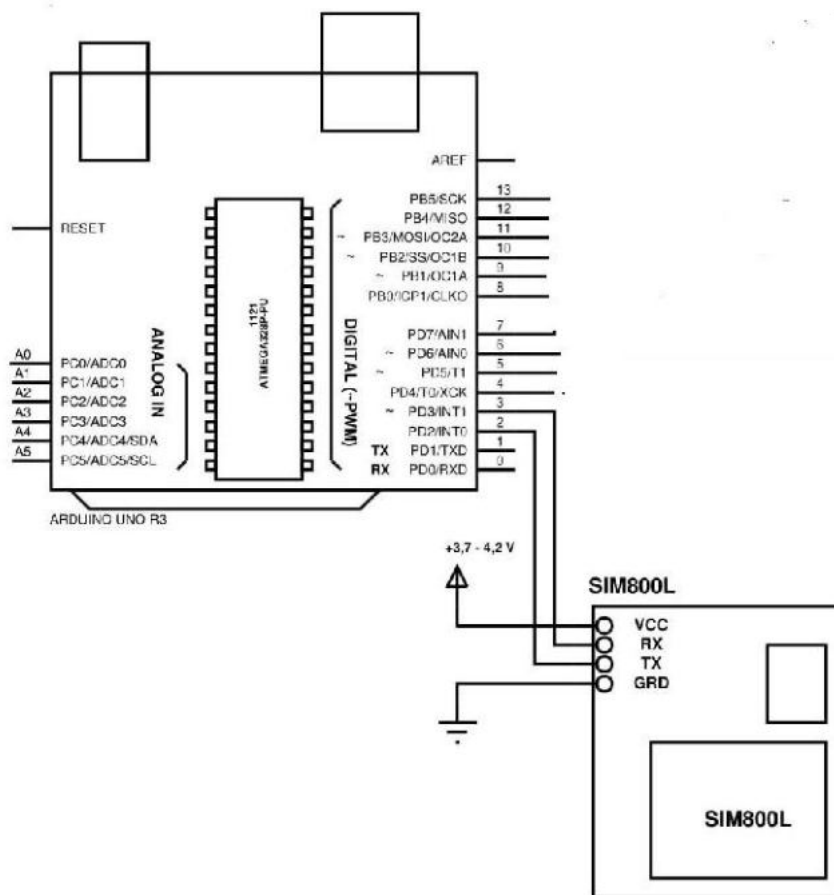 AREF
13
PB5/SCK
12
PB4/MISO
11
~ PB3/MOSI/OC2A
10
~ PB2/SS/OC1B
9
~ PB1/OC1A
8
PB0/ICP1/CLKO
RESET
1121
DIGITAL (~PWM)
ANALOG IN
7
PD7/AIN1
6
~ PD6/AIN0
5
~ PD5/T1
4
PD4/T0/XCK
3
~ PD3/INT1
2
PD2/INT0
1
TX PD1/TXD
0
RX PD0/RXD
A0 PC0/ADC0
A1 PC1/ADC1
A2 PC2/ADC2
A3 PC3/ADC3
A4 PC4/ADC4/SDA
A5 PC5/ADC5/SCL
ARDUINO UNO R3
+3,7 - 4,2 V
SIM800L
VCC
RX
TX
GRD
SIM800L